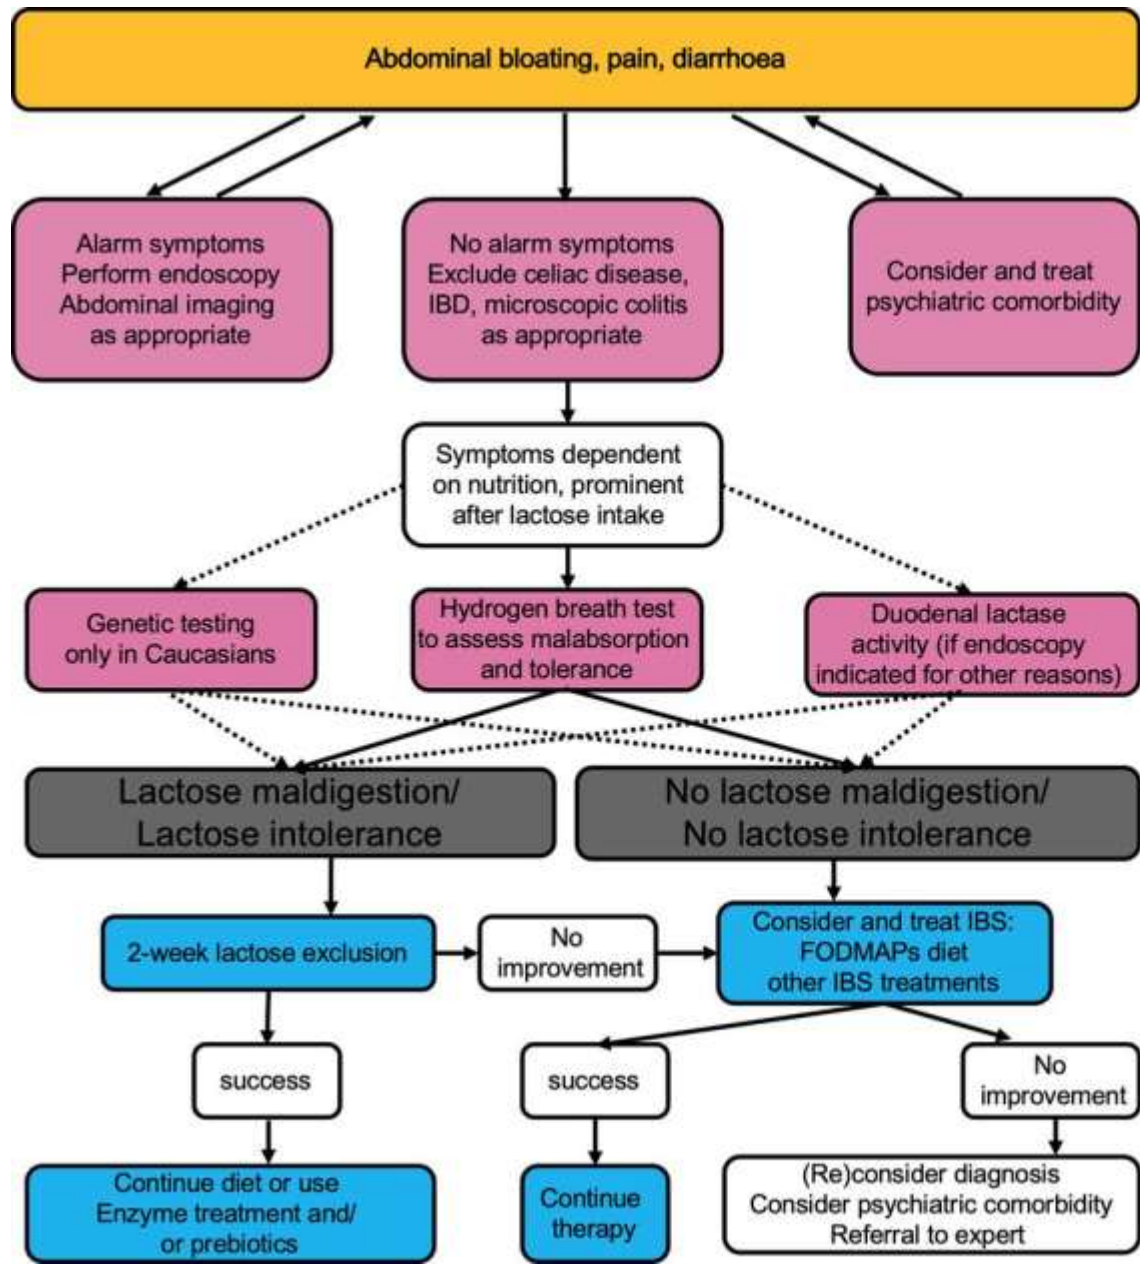 Abdominal bloating, pain, diarrhoea
Alarm symptoms
Perform endoscopy
Abdominal imaging
as appropriate
No alarm symptoms
Exclude celiac disease,
IBD, microscopic colitis
as appropriate
Consider and treat
psychiatric comorbidity
Symptoms dependent
on nutrition, prominent
after lactose intake
Genetic testing
only in Caucasians
Hydrogen breath test
to assess malabsorption
and tolerance
Duodenal lactase
activity (if endoscopy
indicated for other reasons)
Lactose maldigestion/
Lactose intolerance
No lactose maldigestion/
No lactose intolerance
2-week lactose exclusion
No
improvement
Consider and treat IBS:
FODMAPs diet
other IBS treatments
success
success
No
improvement
Continue diet or use
Enzyme treatment and/
or prebiotics
Continue
therapy
(Re)consider diagnosis
Consider psychiatric comorbidity
Referral to expert